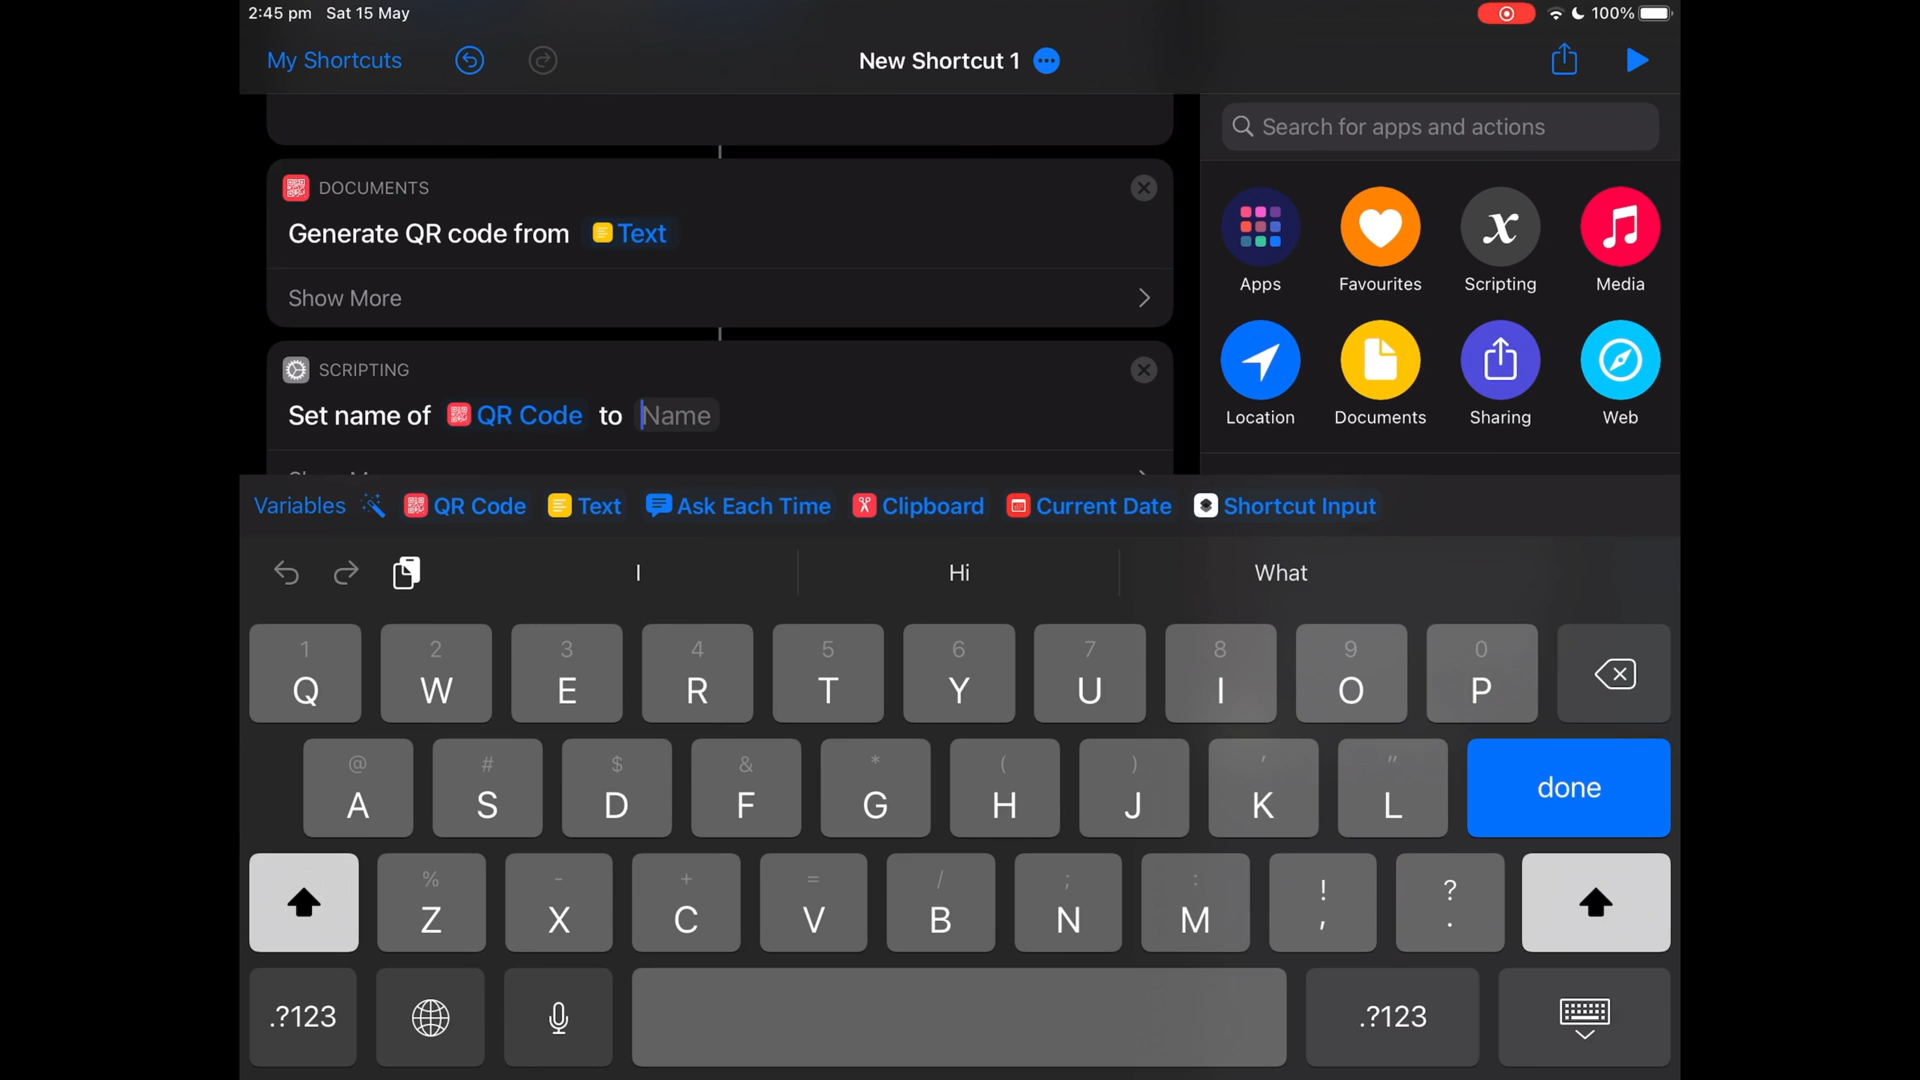 2:45 pm Sat 15 May
100%
My Shortcuts
New Shortcut 1
Search for apps and actions
DOCUMENTS
Generate QR code from Text
Show More
SCRIPTING
Set name of QR Code to Name
Apps
Favourites
Scripting
Media
Location
Documents
Sharing
Web
Variables QR Code Text Ask Each Time Clipboard Current Date Shortcut Input
I Hi What
1 2 3 4 5 6 7 8 9 0
Q W E R T Y U I O P
@ # $ & * ( ) ' "
A S D F G H J K L done
% - + = / ; : ! ?
Z X C V B N M , .
.?123 .?123